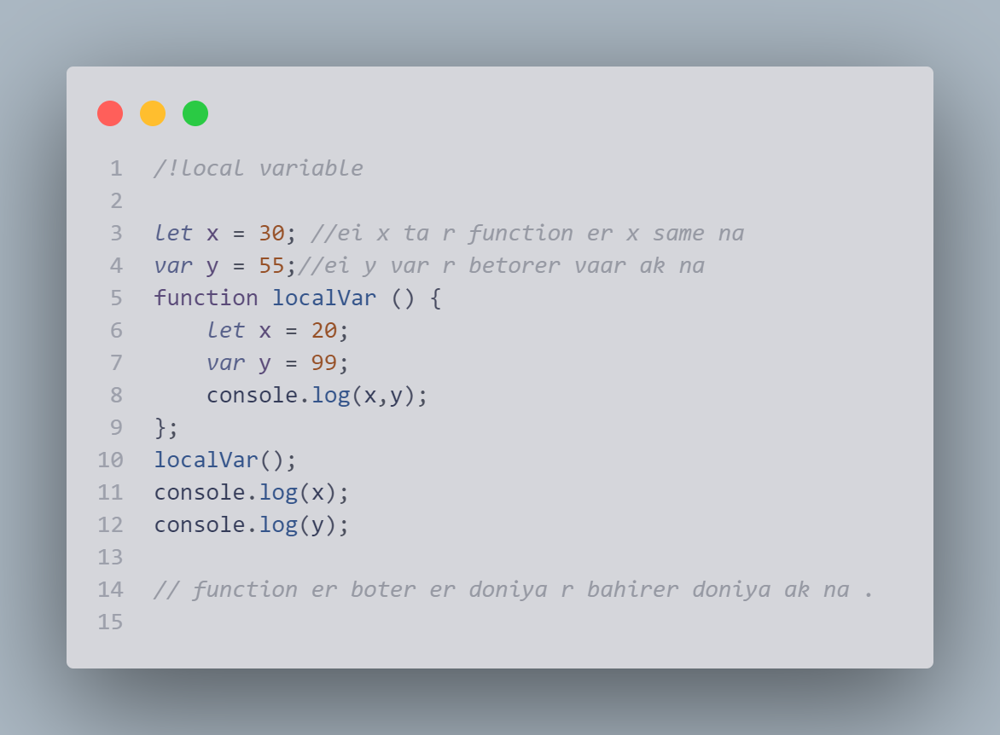 1 /!local variable
2
3 let x = 30; //ei x ta r function er x same na
4 var y = 55;//ei y var r betorer vaar ak na
5 function localVar () {
6     let x = 20;
7     var y = 99;
8     console.log(x,y);
9 };
10 localVar();
11 console.log(x);
12 console.log(y);
13
14 // function er boter er doniya r bahirer doniya ak na .
15